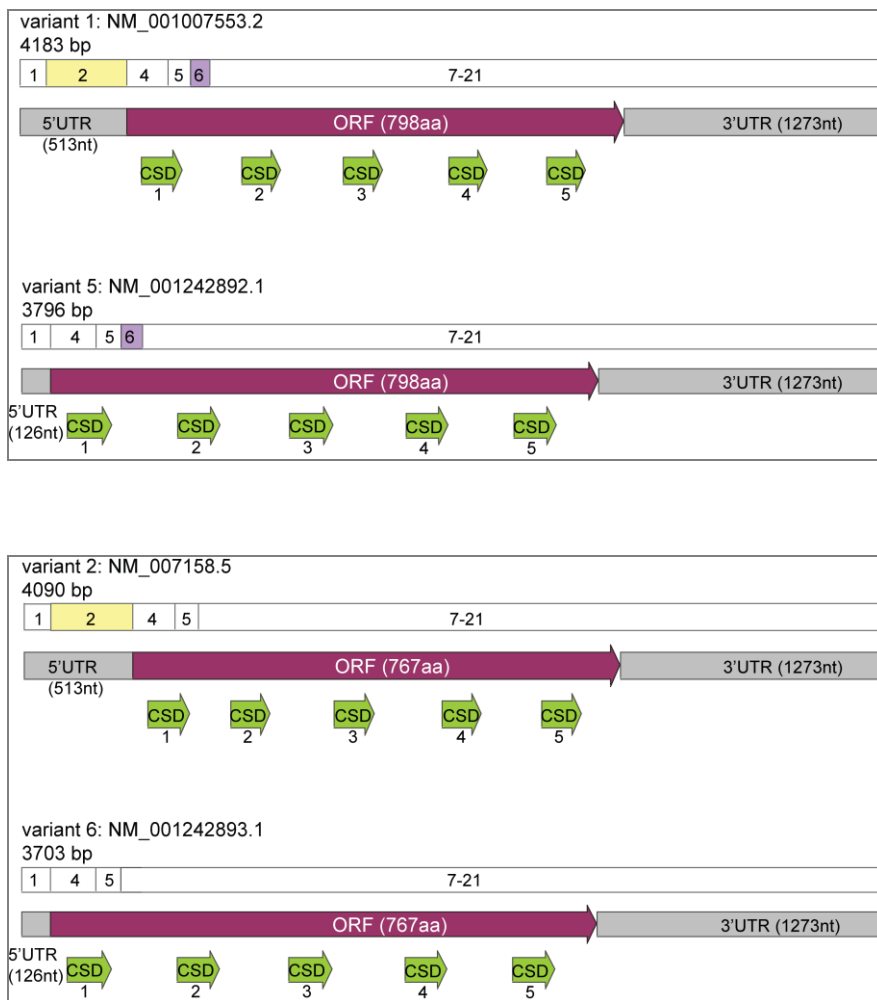 variant 1: NM_001007553.2
4183 bp
1 2 4 5 6 7-21
5'UTR (513nt) ORF (798aa) 3'UTR (1273nt)
CSD 1 CSD 2 CSD 3 CSD 4 CSD 5
variant 5: NM_001242892.1
3796 bp
1 4 5 6 7-21
ORF (798aa) 3'UTR (1273nt)
5'UTR (126nt) CSD 1 CSD 2 CSD 3 CSD 4 CSD 5
variant 2: NM_007158.5
4090 bp
1 2 4 5 7-21
5'UTR (513nt) ORF (767aa) 3'UTR (1273nt)
CSD 1 CSD 2 CSD 3 CSD 4 CSD 5
variant 6: NM_001242893.1
3703 bp
1 4 5 7-21
ORF (767aa) 3'UTR (1273nt)
5'UTR (126nt) CSD 1 CSD 2 CSD 3 CSD 4 CSD 5